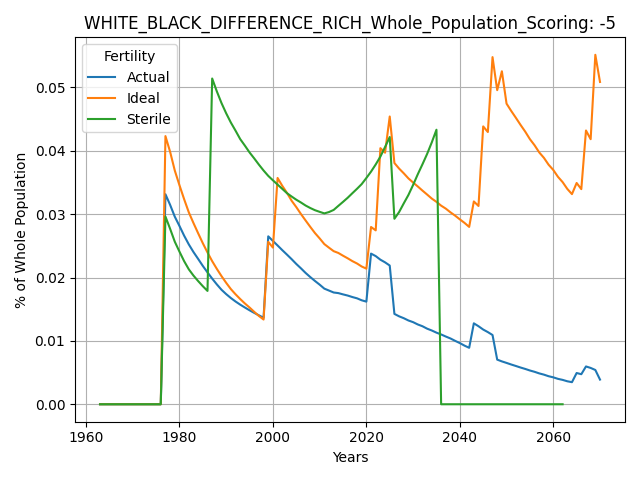 WHITE_BLACK_DIFFERENCE_RICH_Whole_Population_Scoring: -5
Fertility
Actual
Ideal
Sterile
% of Whole Population
0.05
0.04
0.03
0.02
0.01
0.00
1960 1980 2000 2020 2040 2060
Years